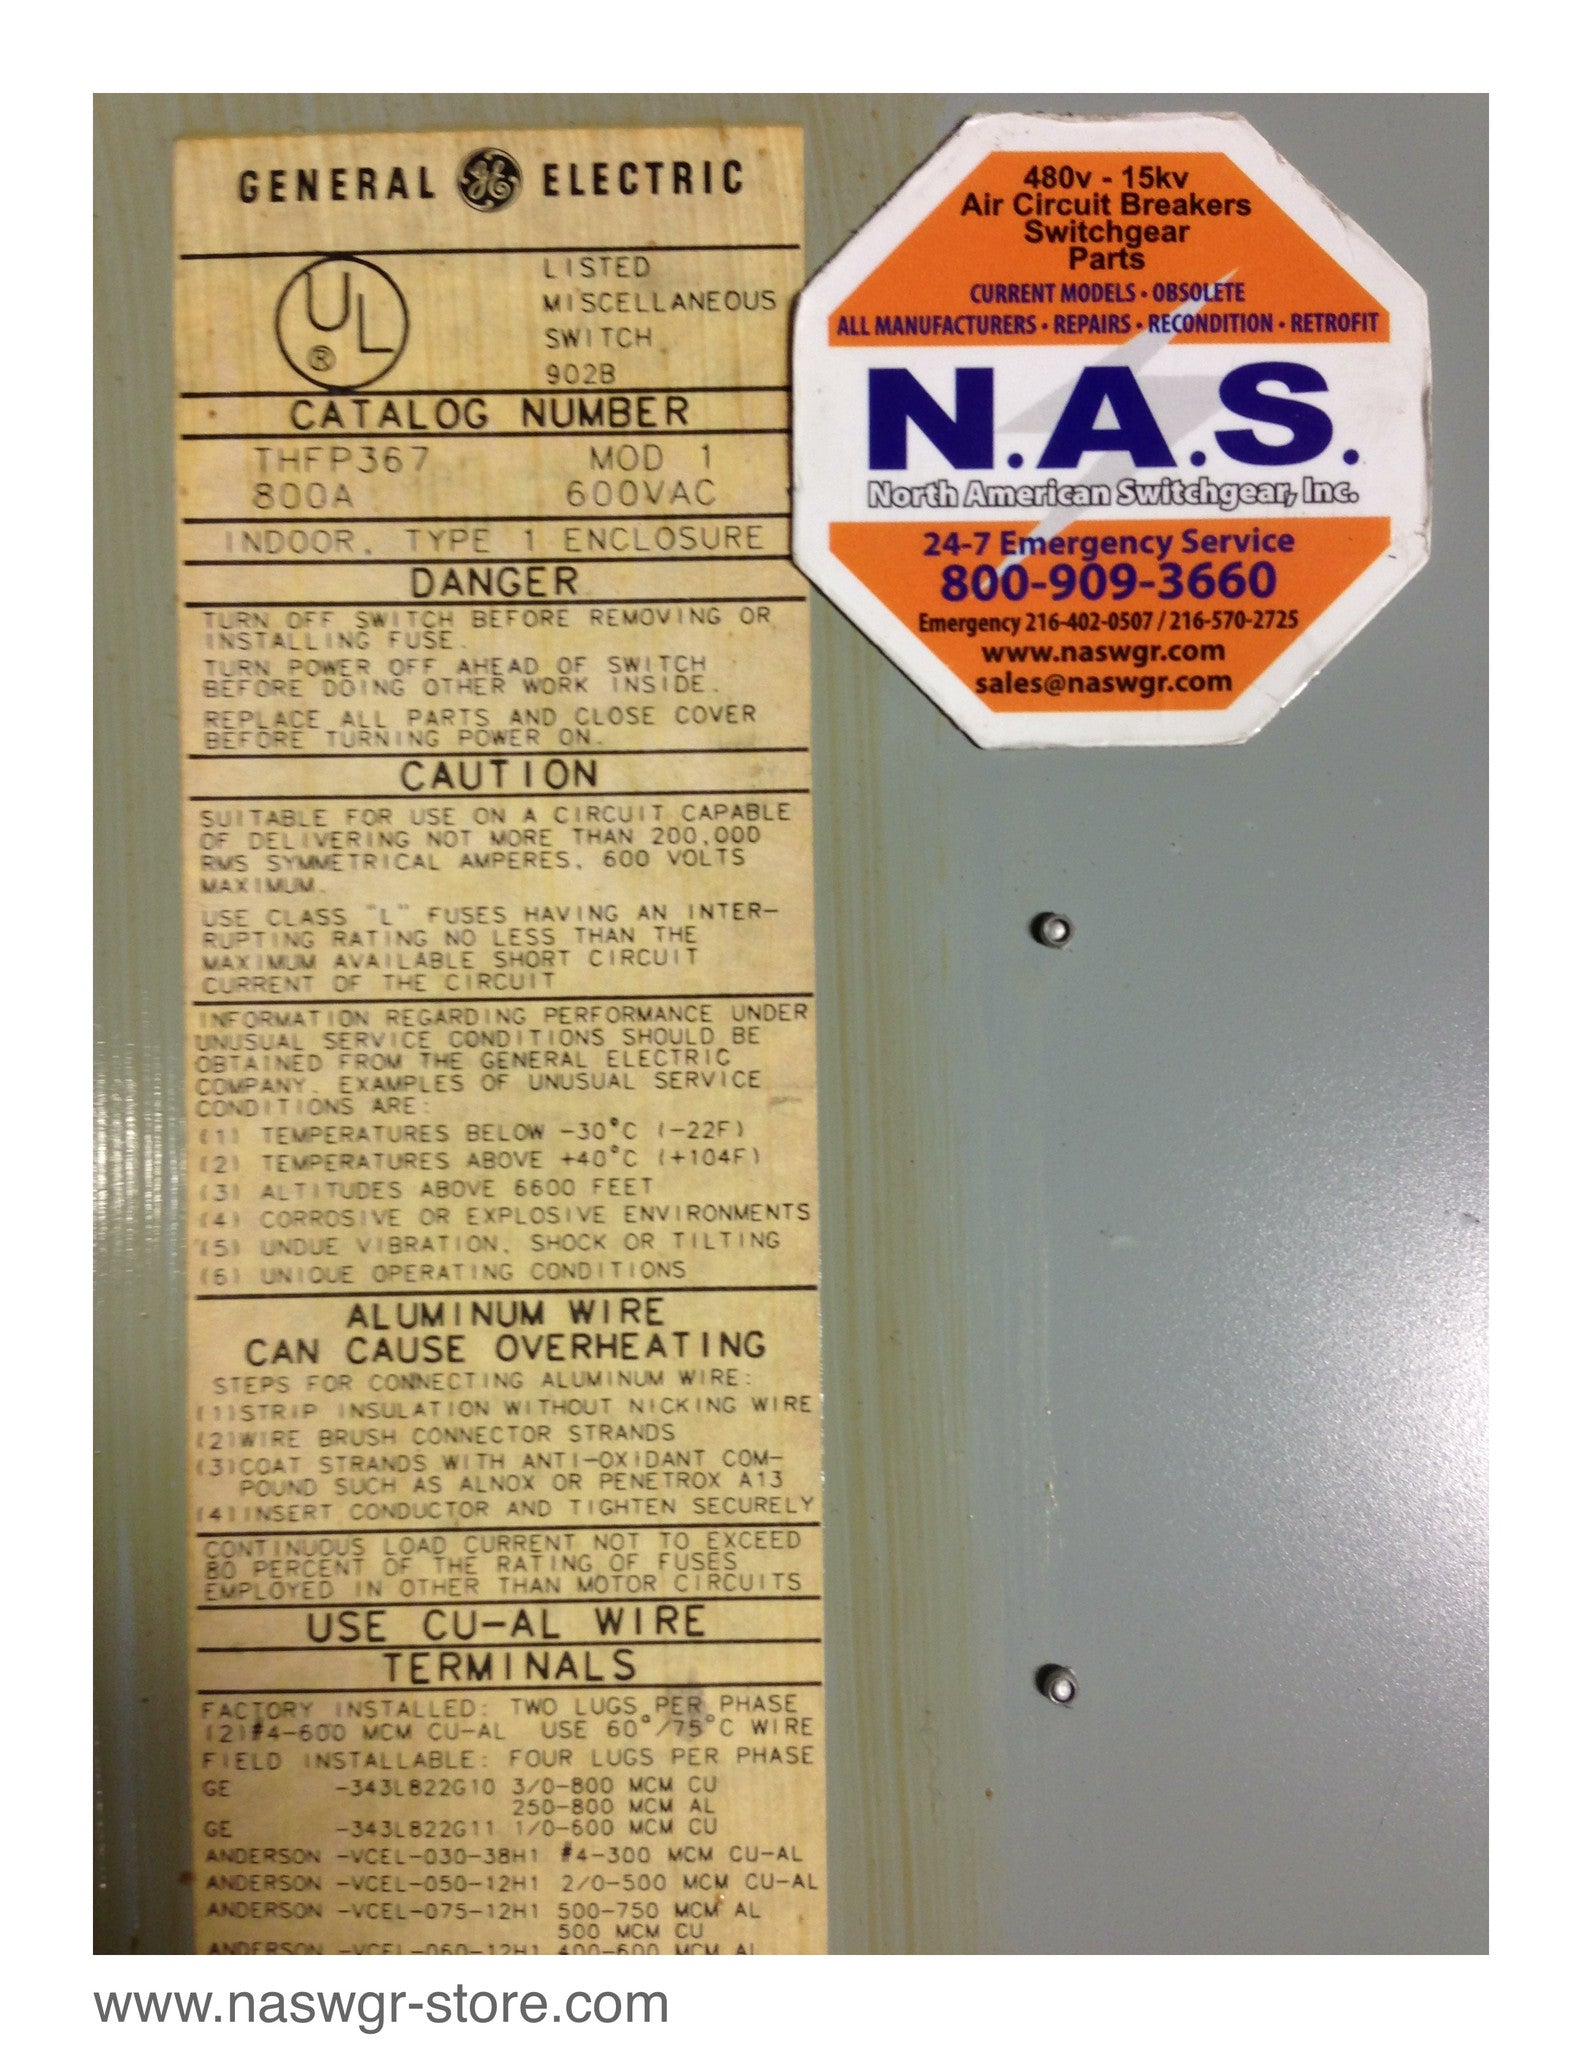 GENERAL GE ELECTRIC
UL
®
LISTED
MISCELLANEOUS
SWITCH
902B
CATALOG NUMBER
THFP367 MOD 1
800A 600VAC
INDOOR, TYPE 1 ENCLOSURE
DANGER
TURN OFF SWITCH BEFORE REMOVING OR
INSTALLING FUSE.
TURN POWER OFF AHEAD OF SWITCH
BEFORE DOING OTHER WORK INSIDE.
REPLACE ALL PARTS AND CLOSE COVER
BEFORE TURNING POWER ON.
CAUTION
SUITABLE FOR USE ON A CIRCUIT CAPABLE
OF DELIVERING NOT MORE THAN 200,000
RMS SYMMETRICAL AMPERES, 600 VOLTS
MAXIMUM.
USE CLASS "L" FUSES HAVING AN INTER-
RUPTING RATING NO LESS THAN THE
MAXIMUM AVAILABLE SHORT CIRCUIT
CURRENT OF THE CIRCUIT
INFORMATION REGARDING PERFORMANCE UNDER
UNUSUAL SERVICE CONDITIONS SHOULD BE
OBTAINED FROM THE GENERAL ELECTRIC
COMPANY. EXAMPLES OF UNUSUAL SERVICE
CONDITIONS ARE:
(1) TEMPERATURES BELOW -30°C (-22F)
(2) TEMPERATURES ABOVE +40°C (+104F)
(3) ALTITUDES ABOVE 6600 FEET
(4) CORROSIVE OR EXPLOSIVE ENVIRONMENTS
(5) UNDUE VIBRATION, SHOCK OR TILTING
(6) UNIQUE OPERATING CONDITIONS
ALUMINUM WIRE
CAN CAUSE OVERHEATING
STEPS FOR CONNECTING ALUMINUM WIRE:
(1)STRIP INSULATION WITHOUT NICKING WIRE
(2)WIRE BRUSH CONNECTOR STRANDS
(3)COAT STRANDS WITH ANTI-OXIDANT COM-
POUND SUCH AS ALNOX OR PENETROX A13
(4)INSERT CONDUCTOR AND TIGHTEN SECURELY
CONTINUOUS LOAD CURRENT NOT TO EXCEED
80 PERCENT OF THE RATING OF FUSES
EMPLOYED IN OTHER THAN MOTOR CIRCUITS
USE CU-AL WIRE
TERMINALS
FACTORY INSTALLED: TWO LUGS PER PHASE
(2)#4-600 MCM CU-AL USE 60°/75°C WIRE
FIELD INSTALLABLE: FOUR LUGS PER PHASE
GE -343L822G10 3/0-800 MCM CU
250-800 MCM AL
GE -343L822G11 1/0-600 MCM CU
ANDERSON -VCEL-030-38H1 #4-300 MCM CU-AL
ANDERSON -VCEL-050-12H1 2/0-500 MCM CU-AL
ANDERSON -VCEL-075-12H1 500-750 MCM AL
500 MCM CU
ANDERSON -VCEL-060-12H1 400-600 MCM AL
480v - 15kv
Air Circuit Breakers
Switchgear
Parts
CURRENT MODELS • OBSOLETE
ALL MANUFACTURERS • REPAIRS • RECONDITION • RETROFIT
N.A.S.
North American Switchgear, Inc.
24-7 Emergency Service
800-909-3660
Emergency 216-402-0507 / 216-570-2725
www.naswgr.com
sales@naswgr.com
www.naswgr-store.com